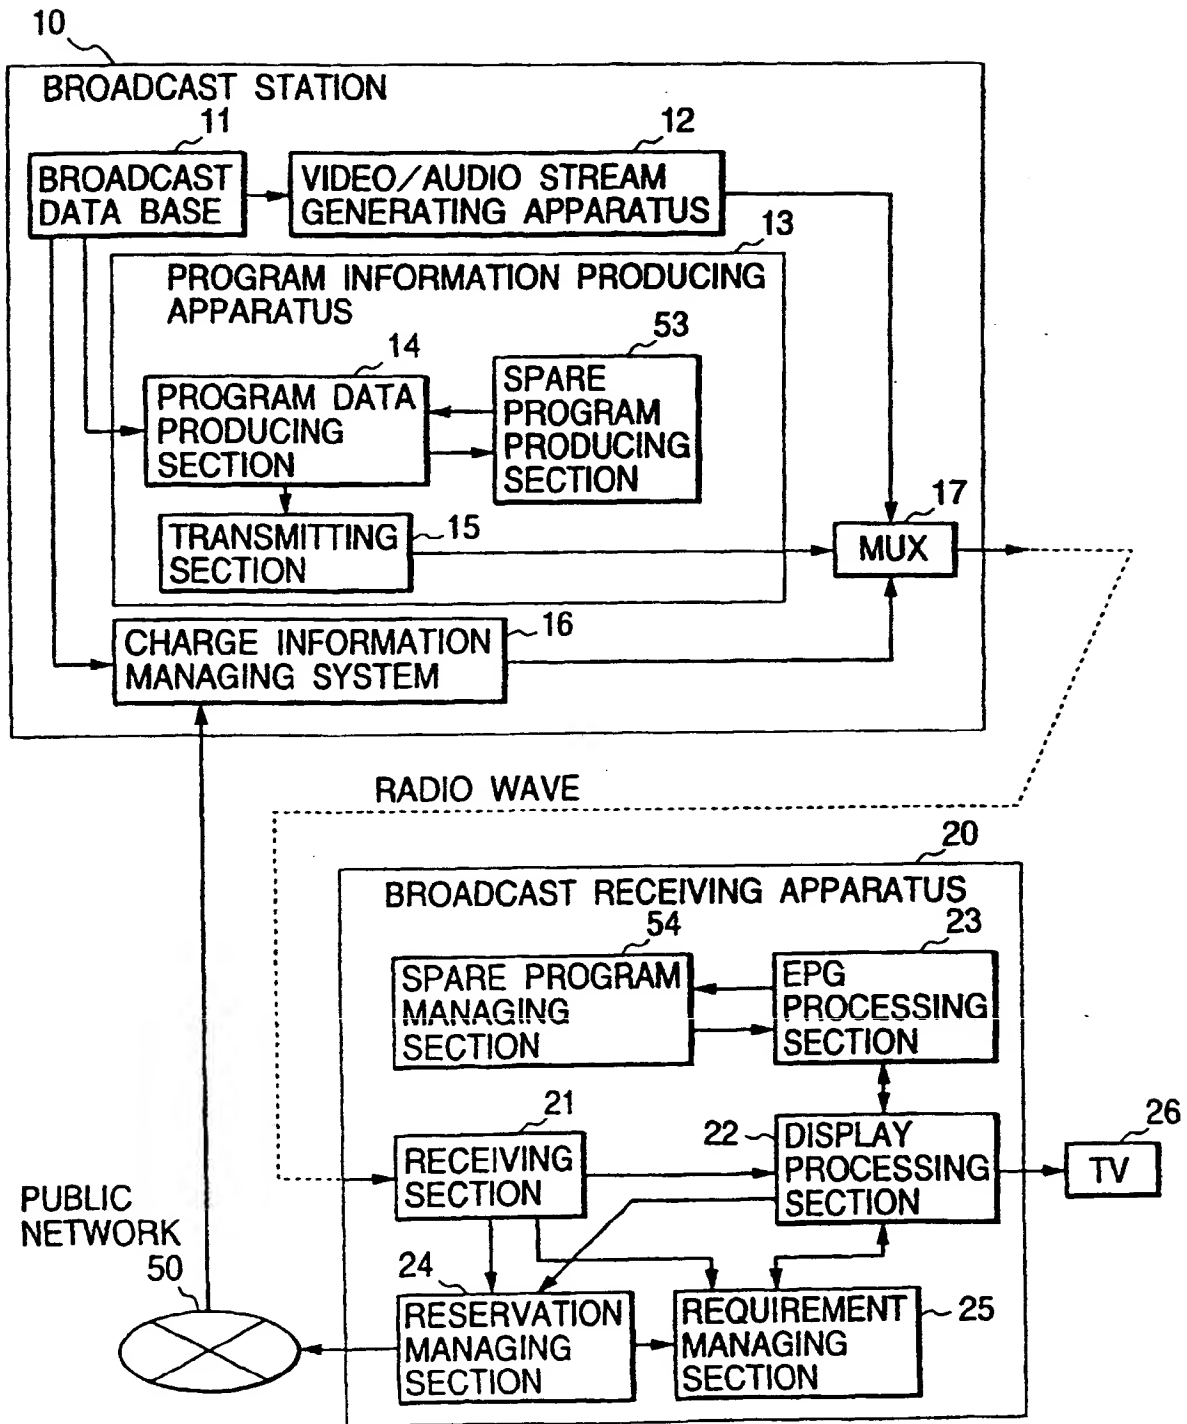 10
BROADCAST STATION
11
BROADCAST
DATA BASE
12
VIDEO/AUDIO STREAM
GENERATING APPARATUS
13
PROGRAM INFORMATION PRODUCING
APPARATUS
14
PROGRAM DATA
PRODUCING
SECTION
53
SPARE
PROGRAM
PRODUCING
SECTION
TRANSMITTING
SECTION
15
17
MUX
16
CHARGE INFORMATION
MANAGING SYSTEM
RADIO WAVE
20
BROADCAST RECEIVING APPARATUS
54
SPARE PROGRAM
MANAGING
SECTION
23
EPG
PROCESSING
SECTION
21
RECEIVING
SECTION
22
DISPLAY
PROCESSING
SECTION
26
TV
PUBLIC
NETWORK
50
24
RESERVATION
MANAGING
SECTION
REQUIREMENT
MANAGING
SECTION
25